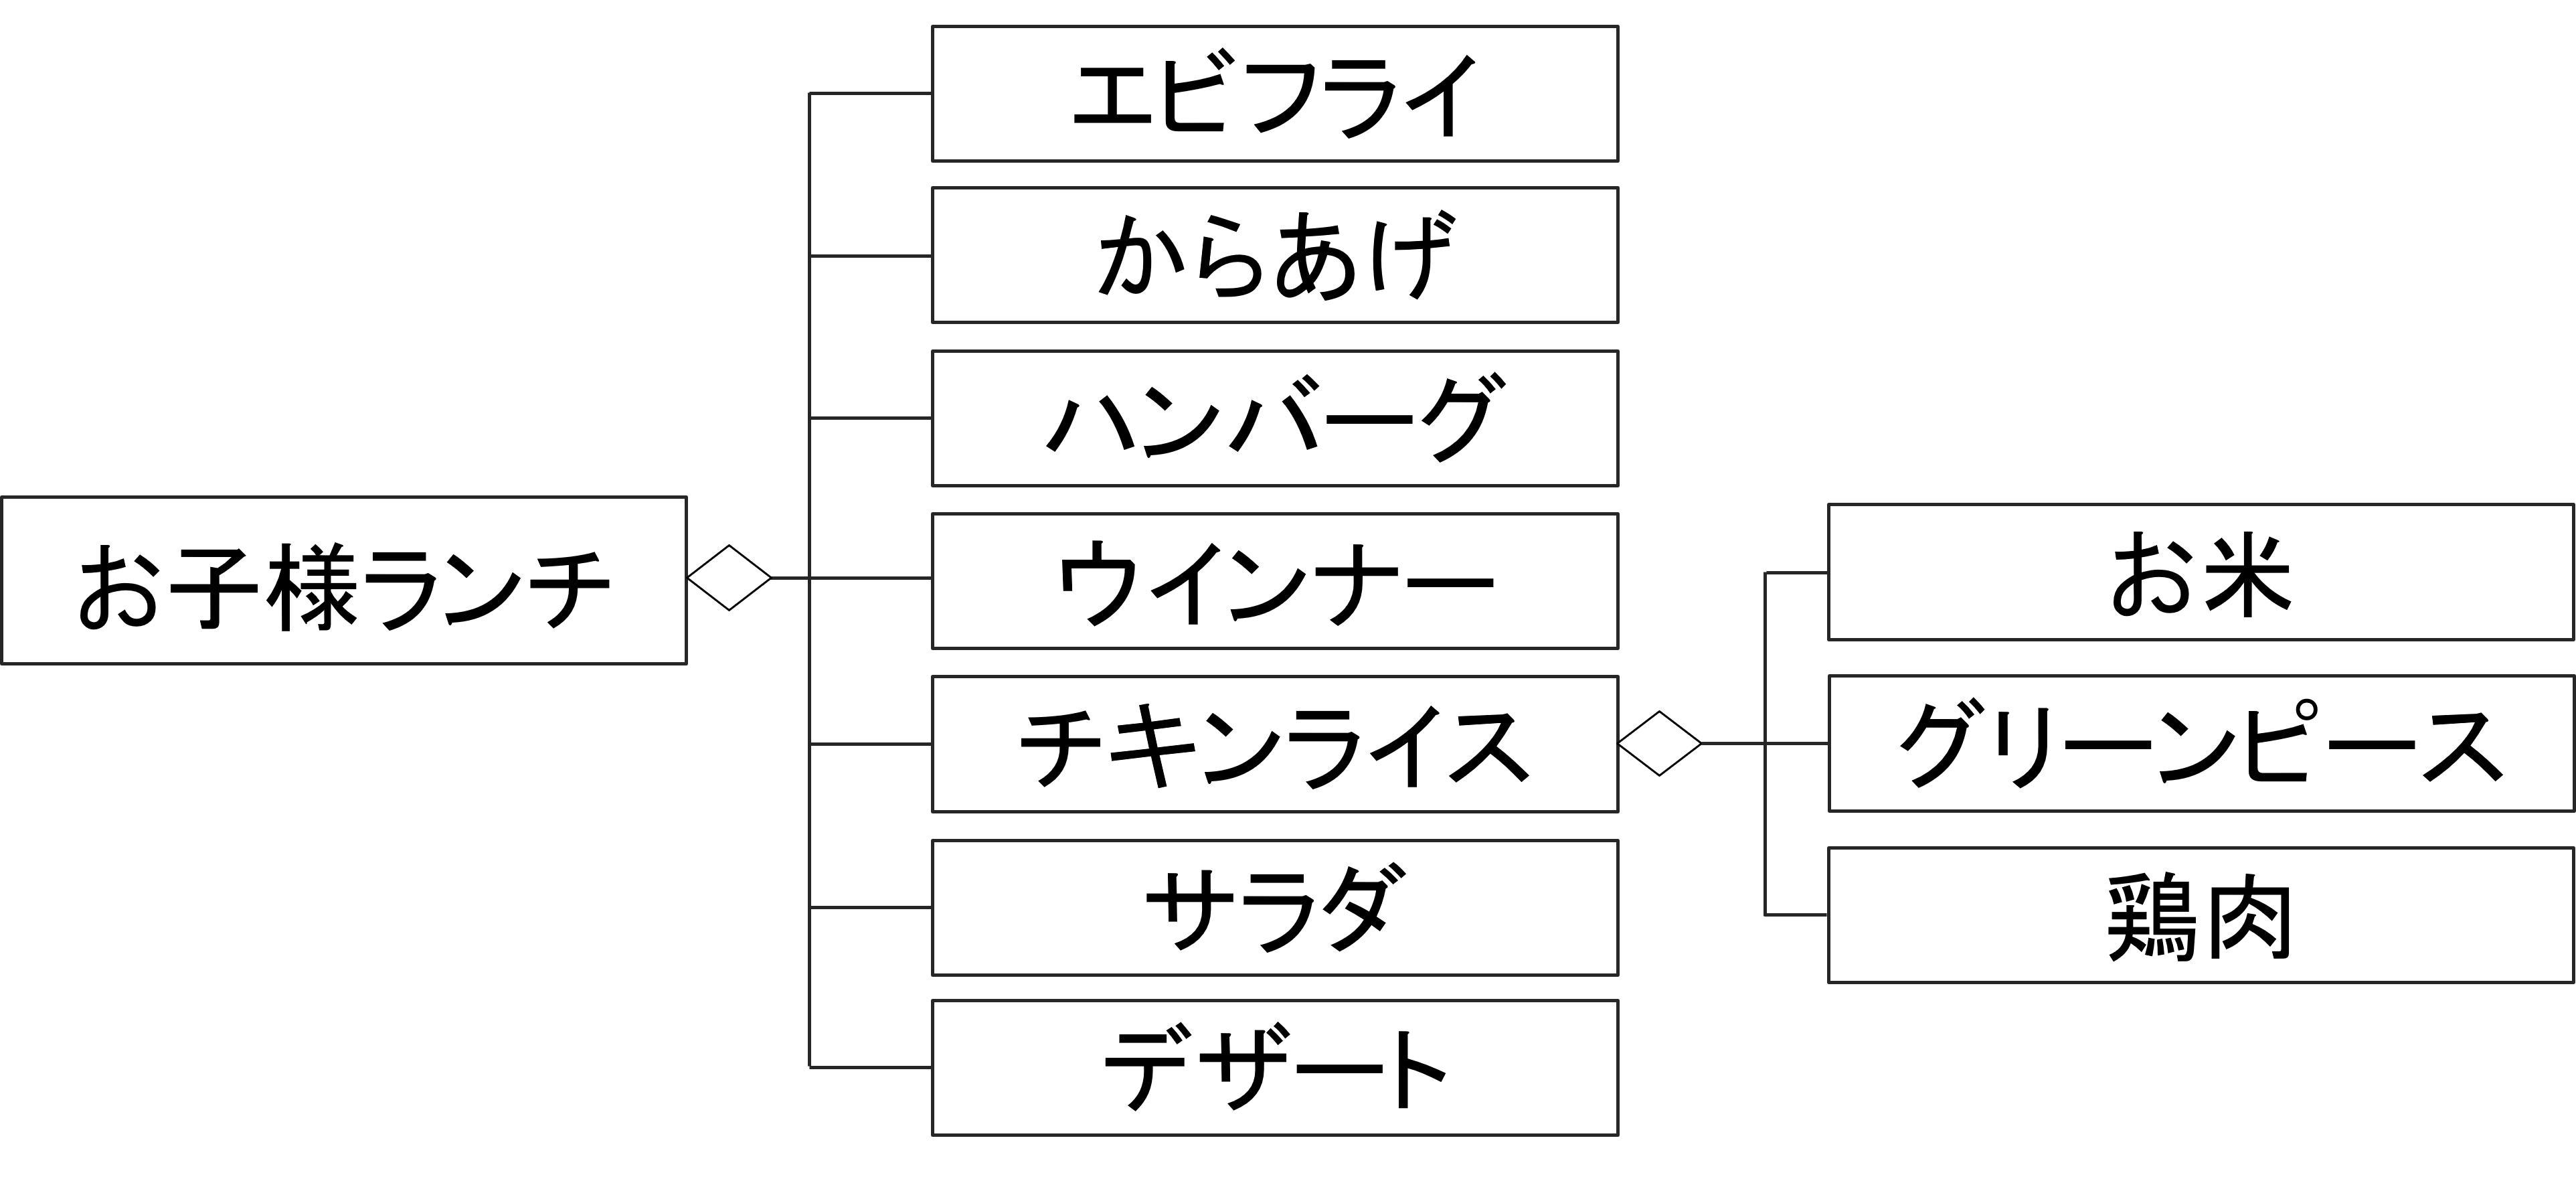 お子様ランチ
エビフライ
からあげ
ハンバーグ
ウインナー
チキンライス
サラダ
デザート
お米
グリーンピース
鶏肉